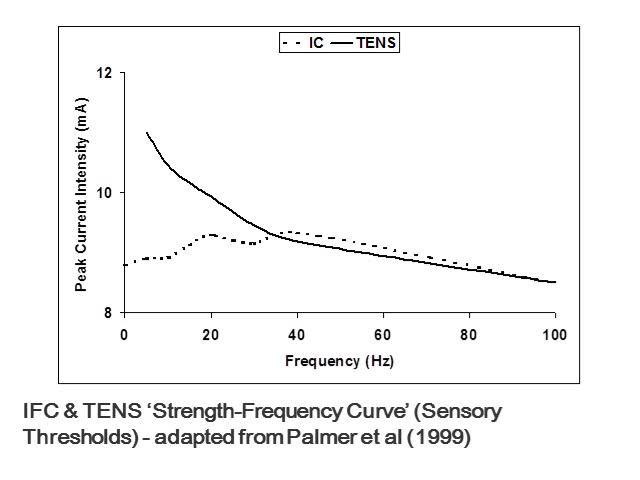 IC TENS
12
10
8
Peak Current Intensity (mA)
0 20 40 60 80 100
Frequency (Hz)
IFC & TENS ‘Strength-Frequency Curve’ (Sensory
Thresholds) - adapted from Palmer et al (1999)